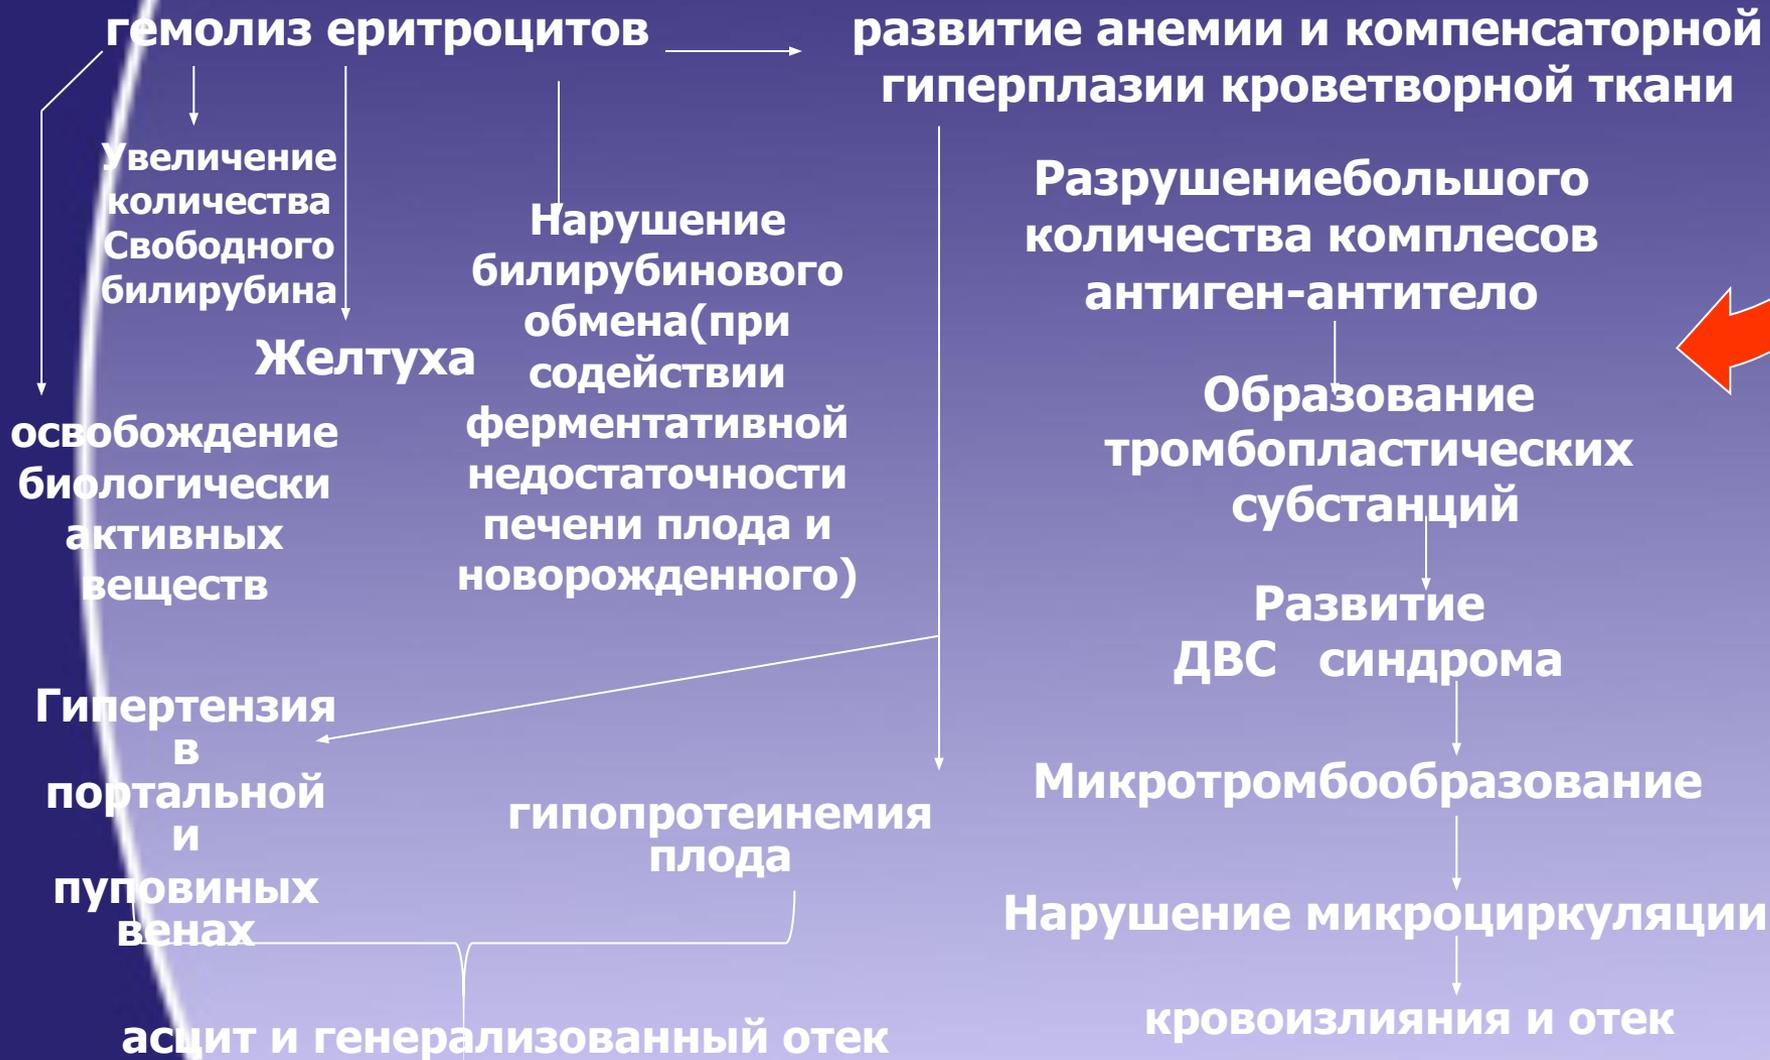 гемолиз еритроцитов
развитие анемии и компенсаторной
гиперплазии кроветворной ткани
Увеличение
количества
Свободного
билирубина
Желтуха
освобождение
биологически
активных
веществ
Нарушение
билирубинового
обмена(при
содействии
ферментативной
недостаточности
печени плода и
новорожденного)
Разрушениебольшого
количества комплесов
антиген-антитело
Образование
тромбопластических
субстанций
Развитие
ДВС синдрома
Микротромбообразование
Нарушение микроциркуляции
кровоизлияния и отек
Гипертензия
в
портальной
и
пуповиных
венах
гипопротеинемия
плода
асцит и генерализованный отек